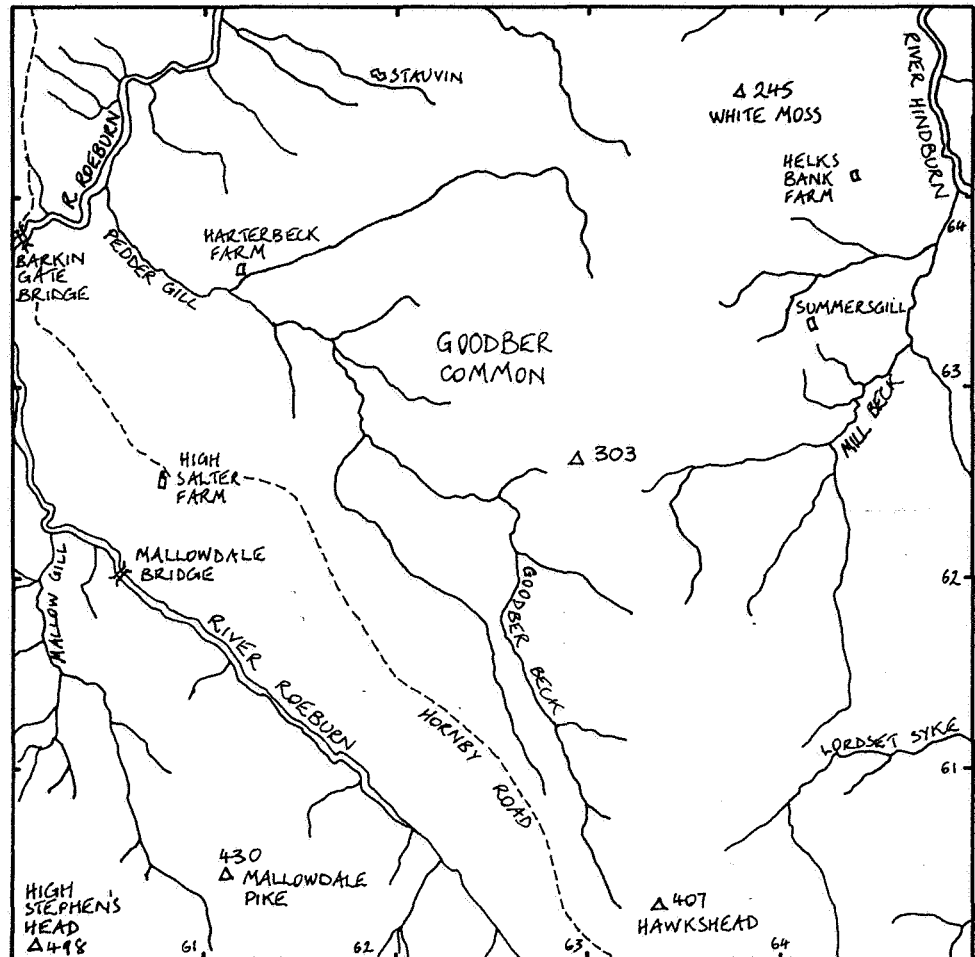 STAUVIN
245
WHITE MOSS
RIVER HINDBURN
R. ROEBURN
HELKS
BANK
FARM
64
BARKIN
GATE
BRIDGE
PEDDER GILL
HARTERBECK
FARM
SUMMERSGILL
GOODBER
COMMON
63
MILL BECK
303
HIGH
SALTER
FARM
MALLOWDALE
BRIDGE
62
MALLOW GILL
GOODBER BECK
RIVER ROEBURN
HORNBY ROAD
LORDSET SYKE
61
430
MALLOWDALE
PIKE
HIGH
STEPHEN'S
HEAD
498
407
HAWKSHEAD
61
62
63
64